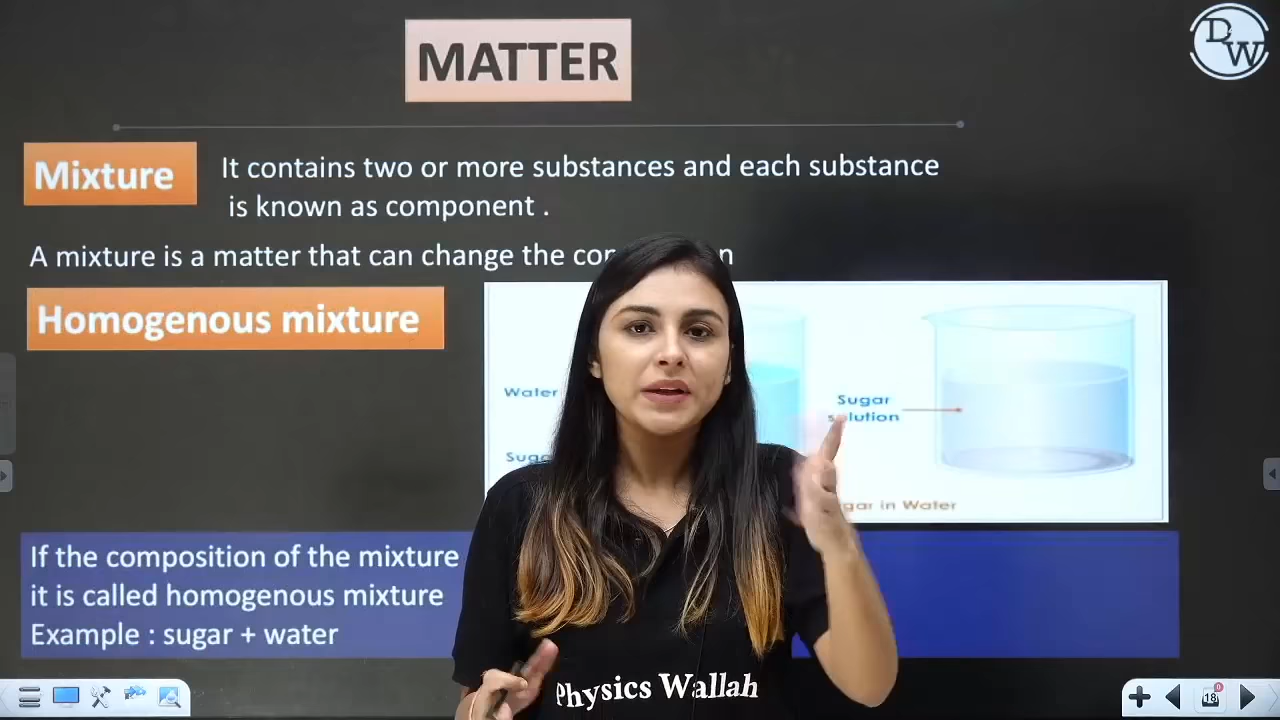 MATTER
PW
Mixture
It contains two or more substances and each substance
is known as component .
A mixture is a matter that can change the
Homogenous mixture
Water
Sugar
solution
in Water
If the composition of the mixture
it is called homogenous mixture
Example : sugar + water
Physics Wallah
18